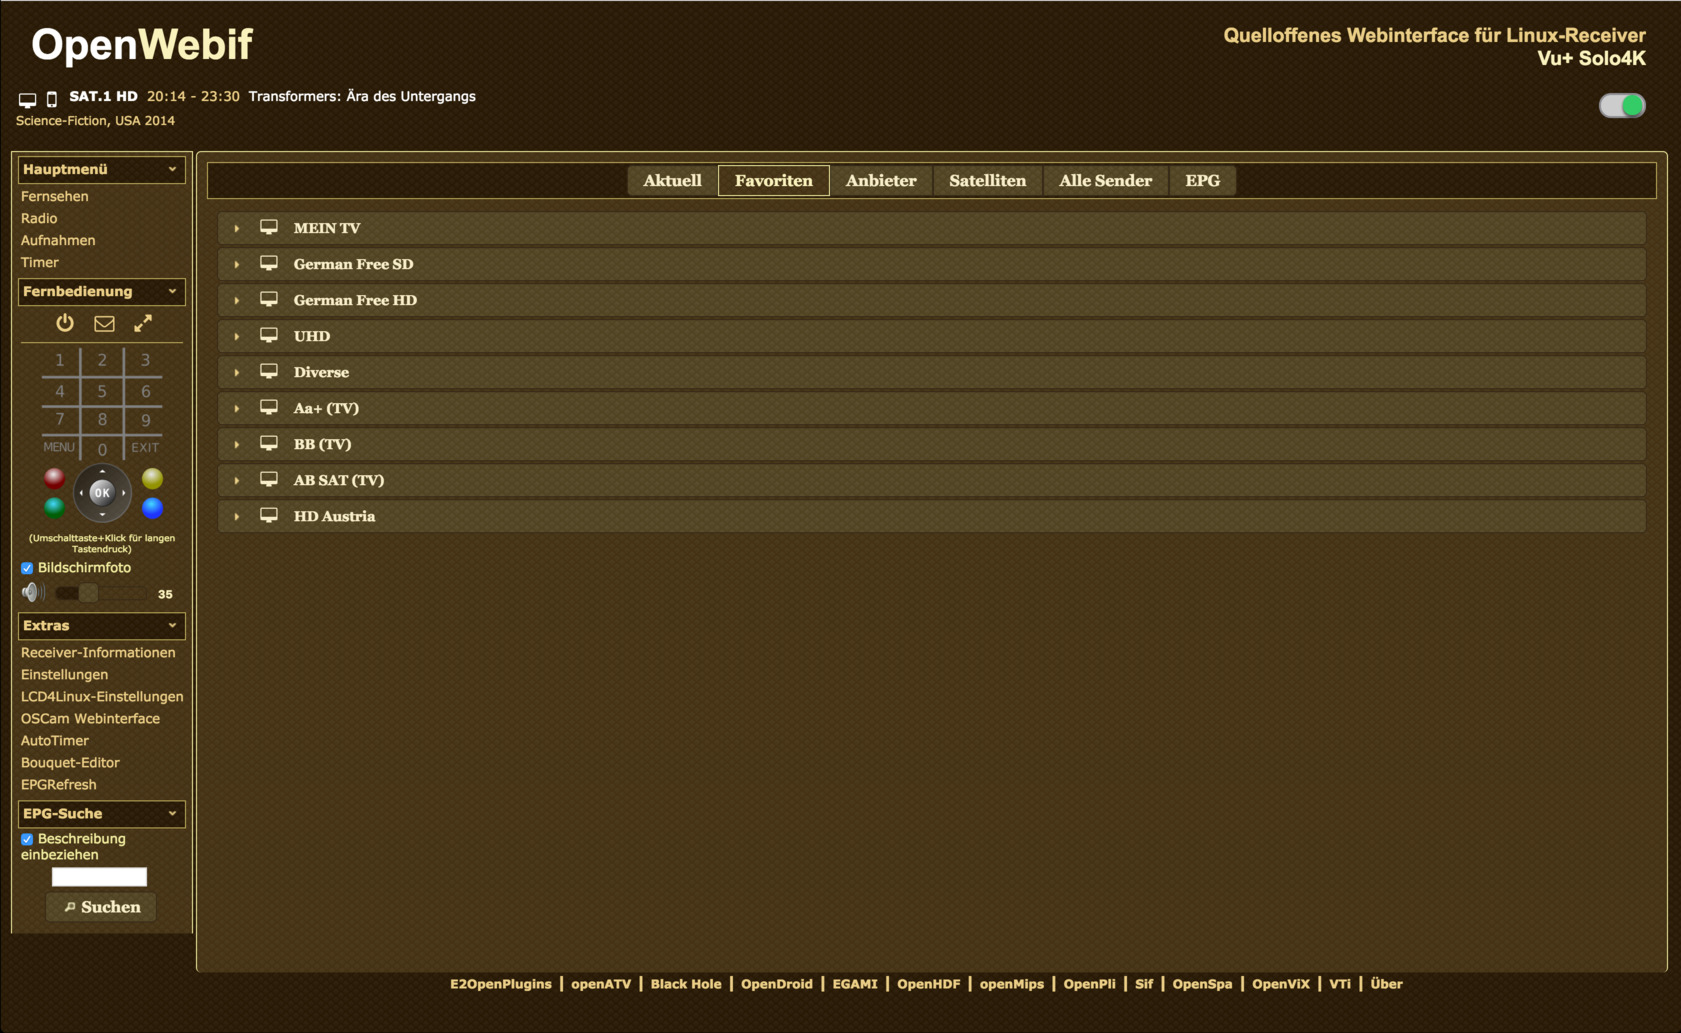 OpenWebif
Quelloffenes Webinterface für Linux-Receiver
Vu+ Solo4K
SAT.1 HD 20:14 - 23:30 Transformers: Ära des Untergangs
Science-Fiction, USA 2014
Hauptmenü
Fernsehen
Radio
Aufnahmen
Timer
Fernbedienung
1 2 3
4 5 6
7 8 9
MENU 0 EXIT
OK
(Umschalttaste+Klick für langen
Tastendruck)
Bildschirmfoto
35
Extras
Receiver-Informationen
Einstellungen
LCD4Linux-Einstellungen
OSCam Webinterface
AutoTimer
Bouquet-Editor
EPGRefresh
EPG-Suche
Beschreibung
einbeziehen
Suchen
Aktuell Favoriten Anbieter Satelliten Alle Sender EPG
MEIN TV
German Free SD
German Free HD
UHD
Diverse
Aa+ (TV)
BB (TV)
AB SAT (TV)
HD Austria
E2OpenPlugins | openATV | Black Hole | OpenDroid | EGAMI | OpenHDF | openMips | OpenPli | Sif | OpenSpa | OpenViX | VTi | Über